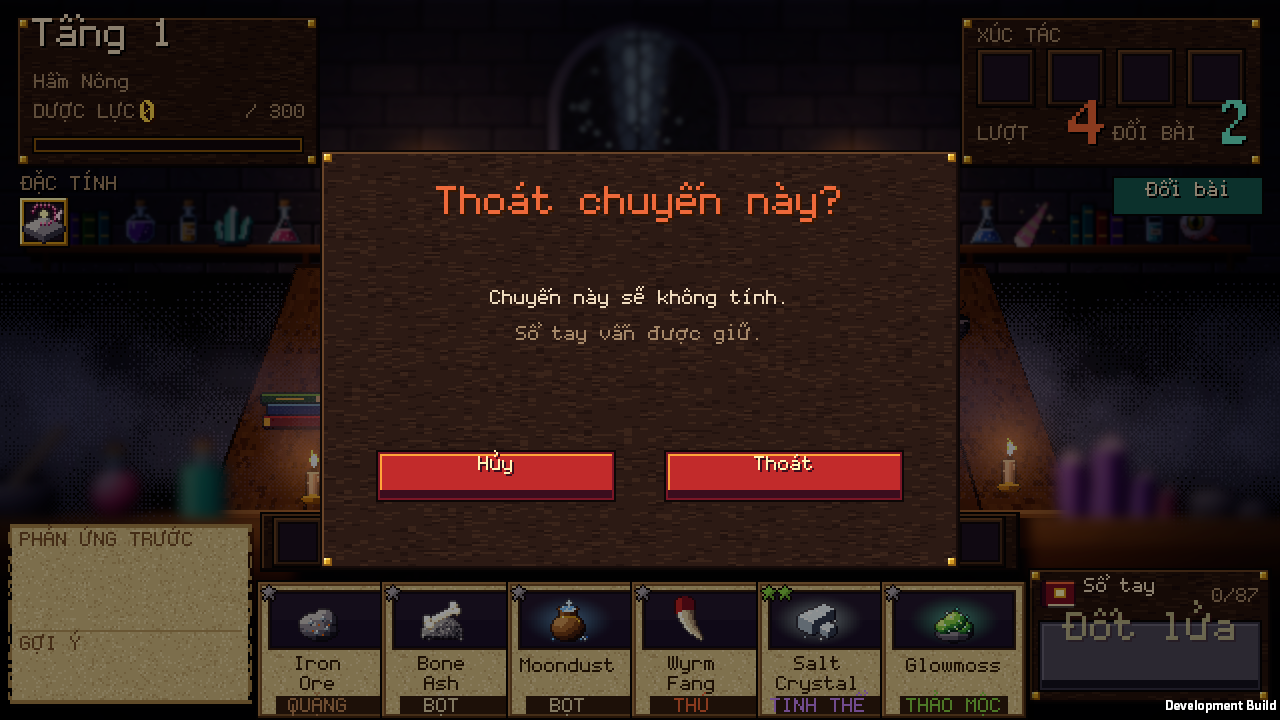 Tầng 1
Hầm Nông
DƯỢC LỰC 0 / 300
ĐẶC TÍNH
XÚC TÁC
LƯỢT 4 ĐỔI BÀI 2
Đổi bài
Thoát chuyến này?
Chuyến này sẽ không tính.
Sổ tay vẫn được giữ.
Hủy
Thoát
PHẢN ỨNG TRƯỚC
GỢI Ý
Iron
Ore
QUẶNG
Bone
Ash
BỘT
Moondust
BỘT
Wyrm
Fang
THÚ
Salt
Crystal
TINH THỂ
Glowmoss
THẢO MỘC
Sổ tay
0/87
Đốt lửa
Development Build